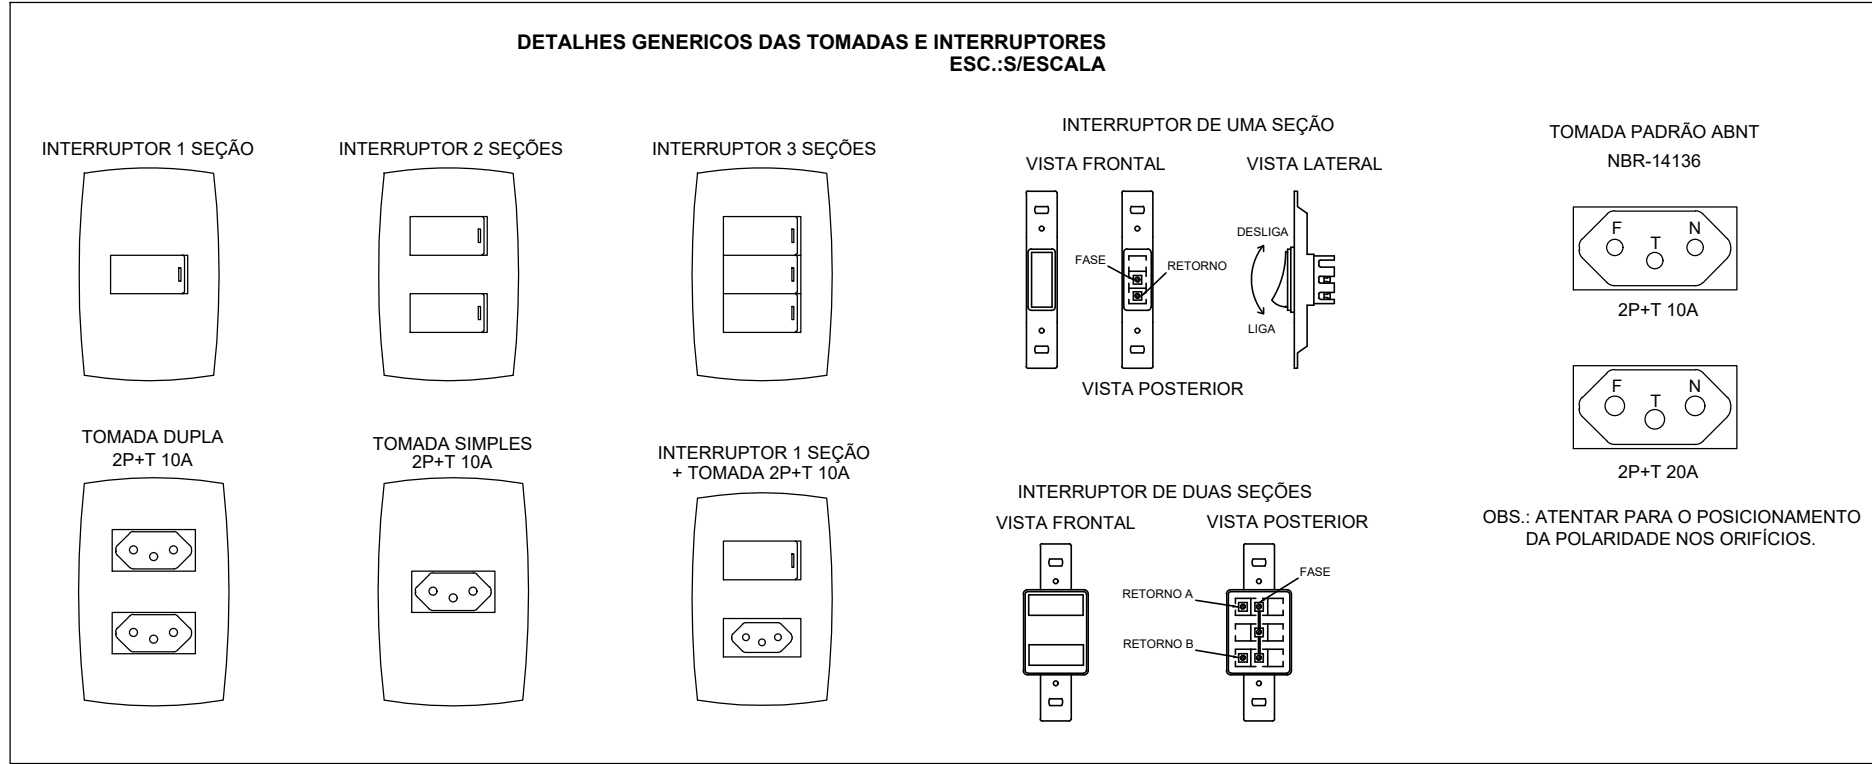 DETALHES GENERICOS DAS TOMADAS E INTERRUPTORES
ESC.:S/ESCALA
INTERRUPTOR 1 SEÇÃO
INTERRUPTOR 2 SEÇÕES
INTERRUPTOR 3 SEÇÕES
TOMADA DUPLA
2P+T 10A
TOMADA SIMPLES
2P+T 10A
INTERRUPTOR 1 SEÇÃO
+ TOMADA 2P+T 10A
INTERRUPTOR DE UMA SEÇÃO
VISTA FRONTAL
VISTA LATERAL
FASE
RETORNO
DESLIGA
LIGA
VISTA POSTERIOR
INTERRUPTOR DE DUAS SEÇÕES
VISTA FRONTAL
VISTA POSTERIOR
RETORNO A
FASE
RETORNO B
TOMADA PADRÃO ABNT
NBR-14136
F T N
2P+T 10A
F T N
2P+T 20A
OBS.: ATENTAR PARA O POSICIONAMENTO
DA POLARIDADE NOS ORIFÍCIOS.